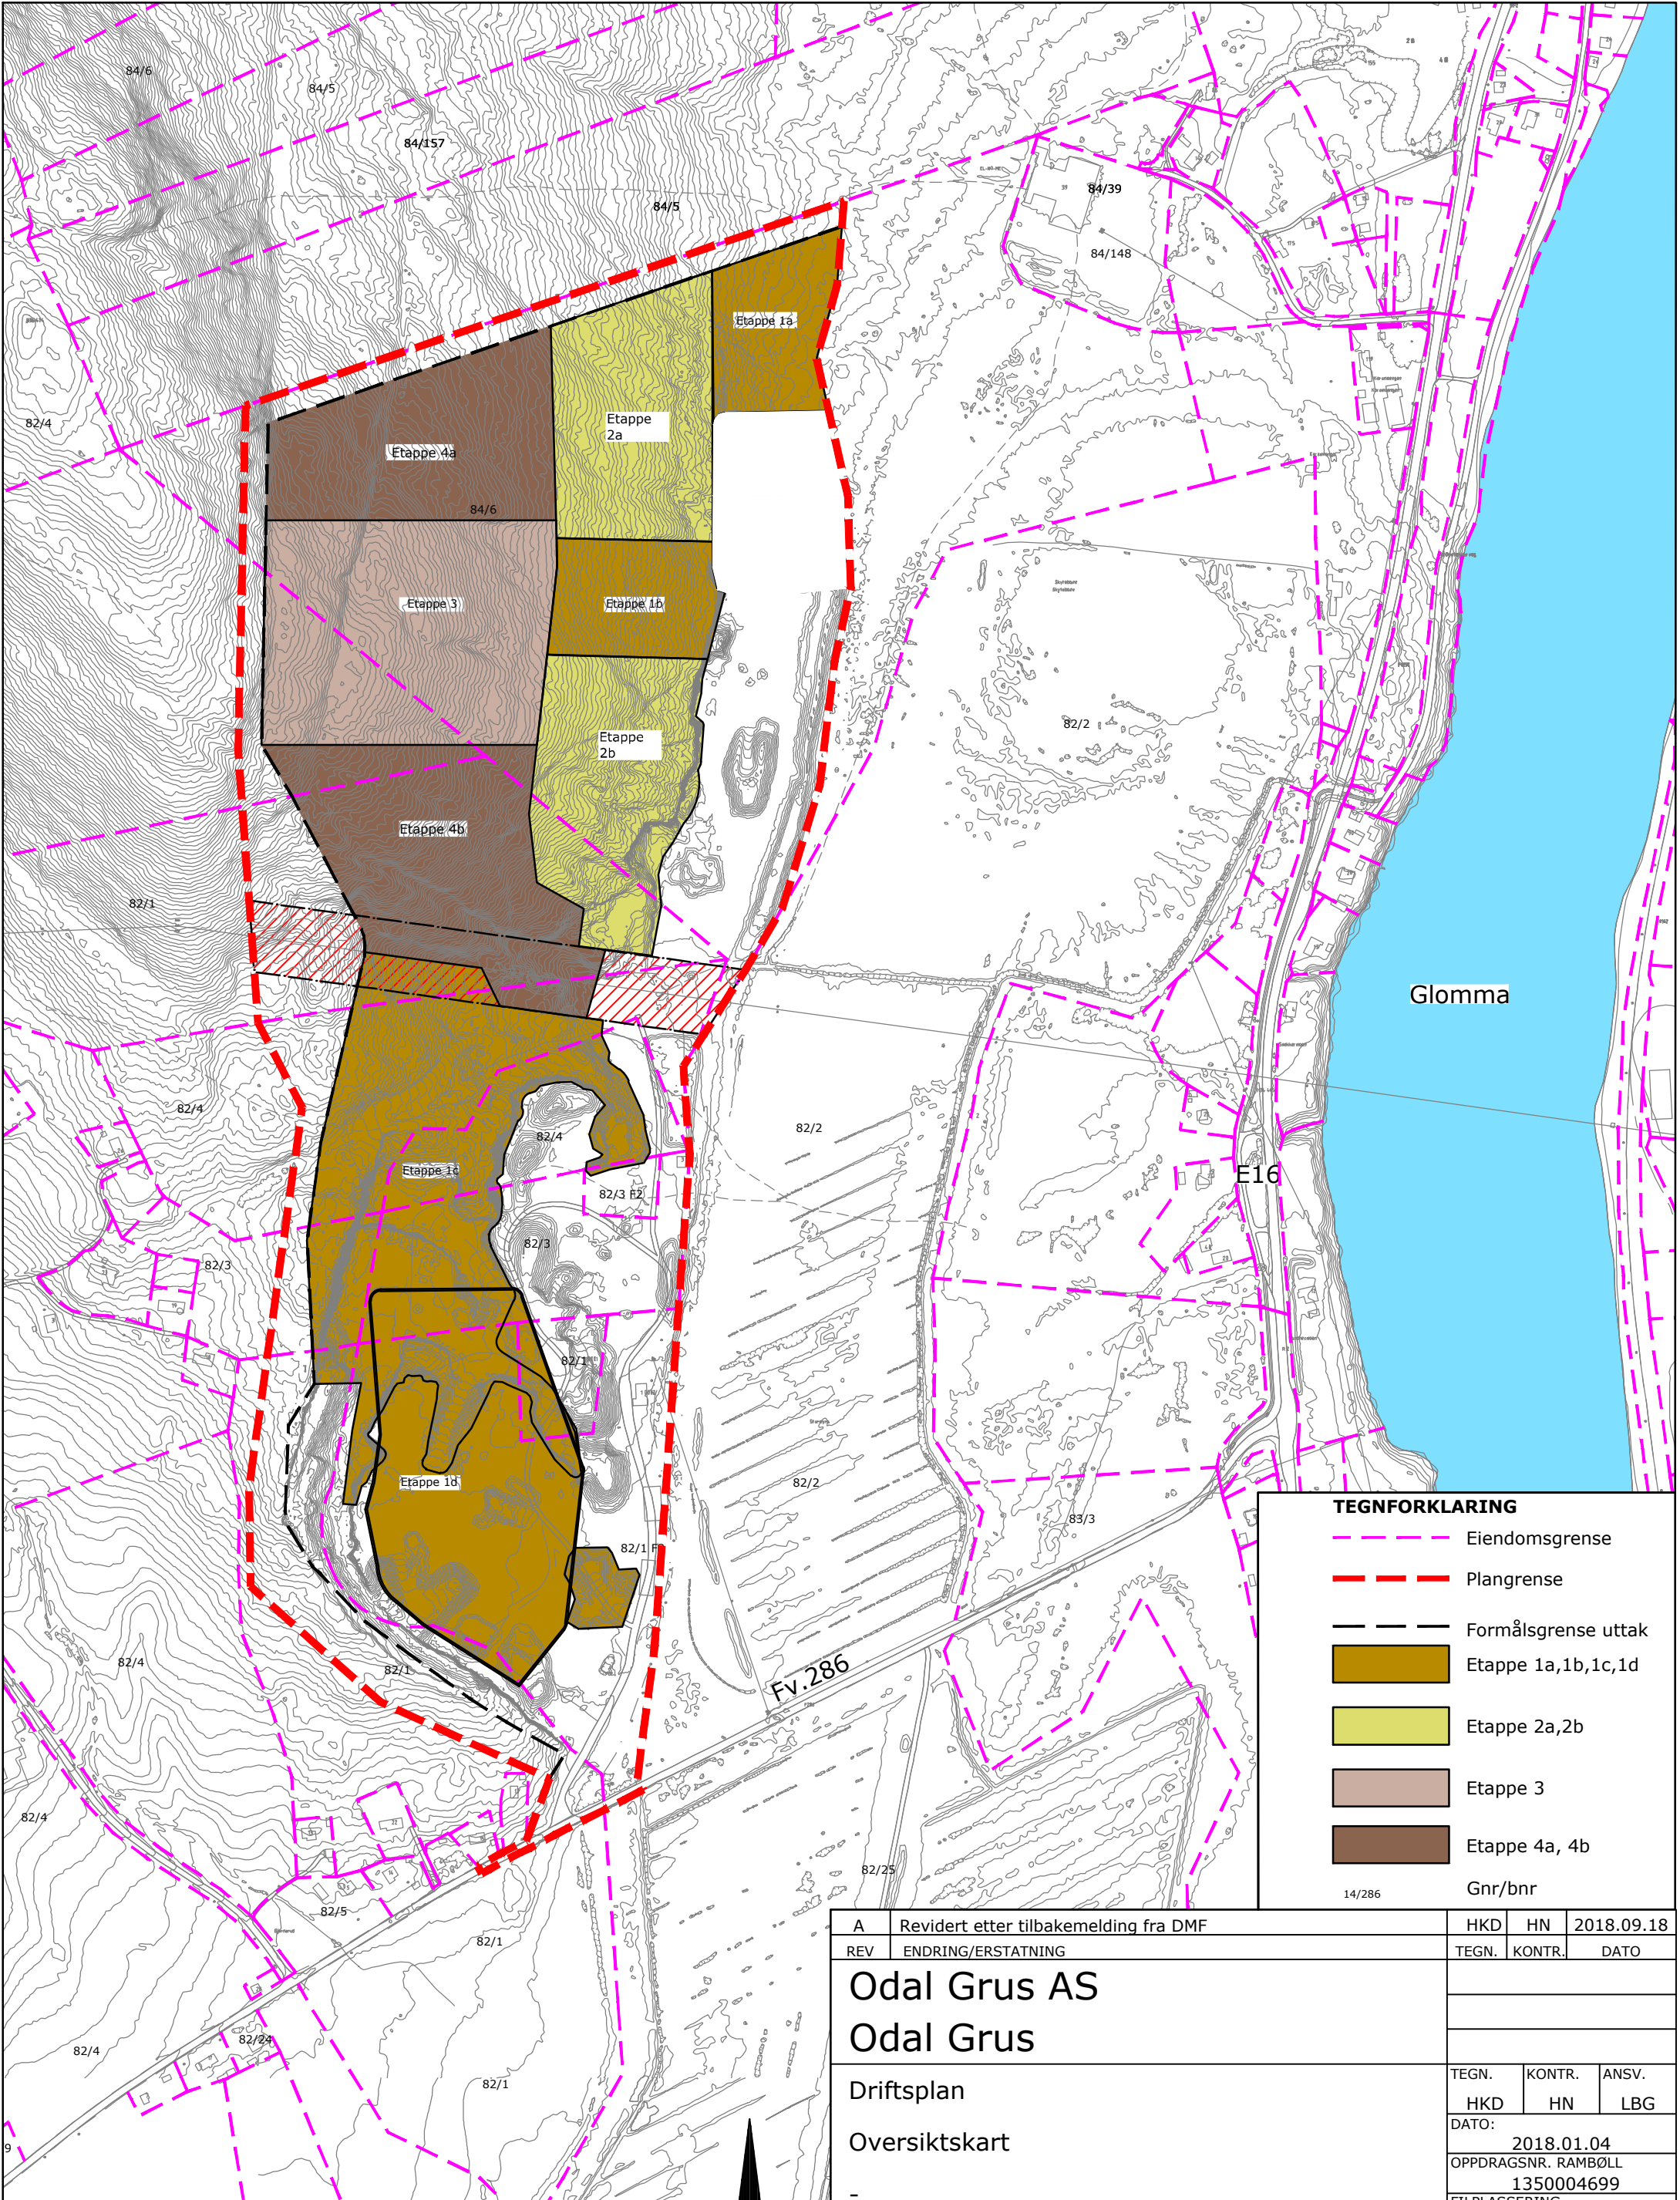 84/6
84/5
84/157
84/5
84/39
84/148
Etappe 1a
82/4
Etappe
2a
Etappe 4a
84/6
Etappe 3
Etappe 1b
82/2
Etappe
2b
Etappe 4b
82/1
Glomma
82/4
82/4
82/2
Etappe 1c
E16
82/3 F2
82/3
82/3
82/1
Etappe 1d
82/2
83/3
82/1 F
82/4
82/1
Fv.286
82/4
82/25
82/5
82/1
82/24
82/4
82/1
9
TEGNFORKLARING
Eiendomsgrense
Plangrense
Formålsgrense uttak
Etappe 1a,1b,1c,1d
Etappe 2a,2b
Etappe 3
Etappe 4a, 4b
14/286 Gnr/bnr
A Revidert etter tilbakemelding fra DMF HKD HN 2018.09.18
REV ENDRING/ERSTATNING TEGN. KONTR. DATO
Odal Grus AS
Odal Grus
Driftsplan
Oversiktskart
-
TEGN. KONTR. ANSV.
HKD HN LBG
DATO:
2018.01.04
OPPDRAGSNR. RAMBØLL
1350004699